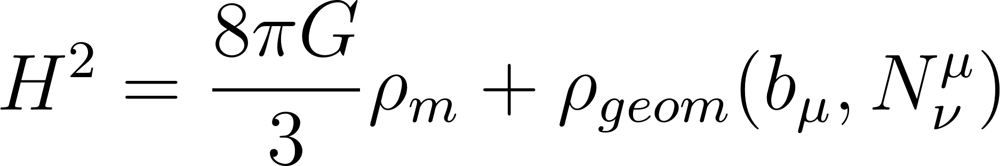 H^2 = \frac{8\pi G}{3} \rho_m + \rho_{geom}(b_\mu, N^\mu_\nu)